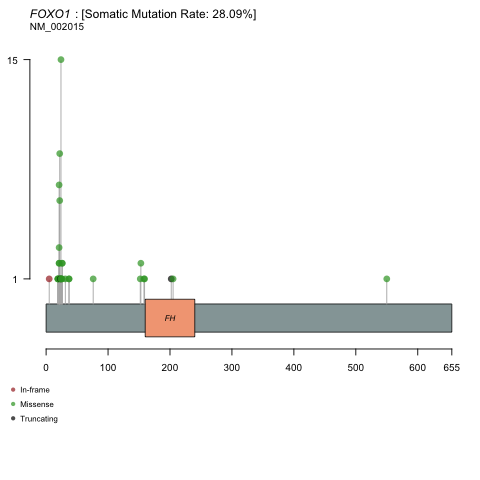 FOXO1 : [Somatic Mutation Rate: 28.09%]
NM_002015
15
1
FH
0 100 200 300 400 500 600 655
In-frame
Missense
Truncating